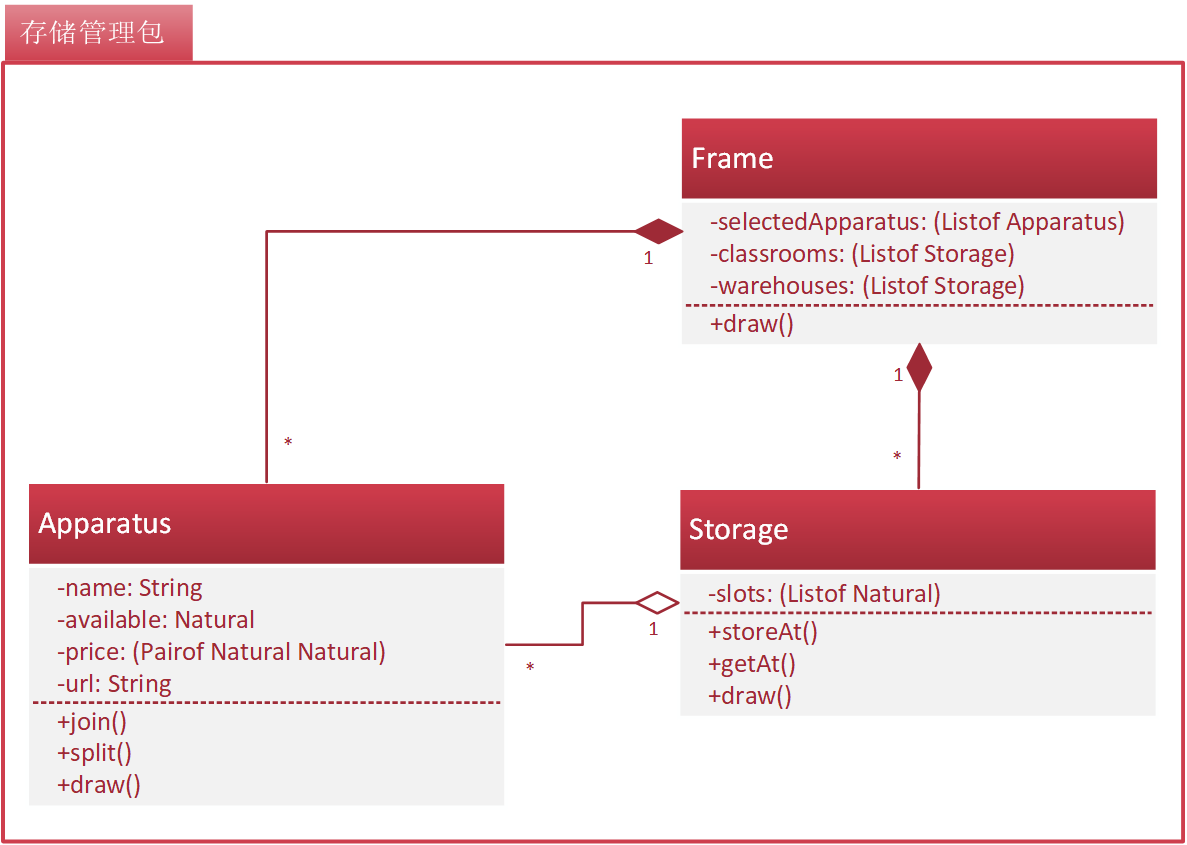 存储管理包
Frame
-selectedApparatus: (Listof Apparatus)
-classrooms: (Listof Storage)
-warehouses: (Listof Storage)
+draw()
1
1
*
*
Apparatus
-name: String
-available: Natural
-price: (Pairof Natural Natural)
-url: String
+join()
+split()
+draw()
Storage
-slots: (Listof Natural)
+storeAt()
+getAt()
+draw()
1
*